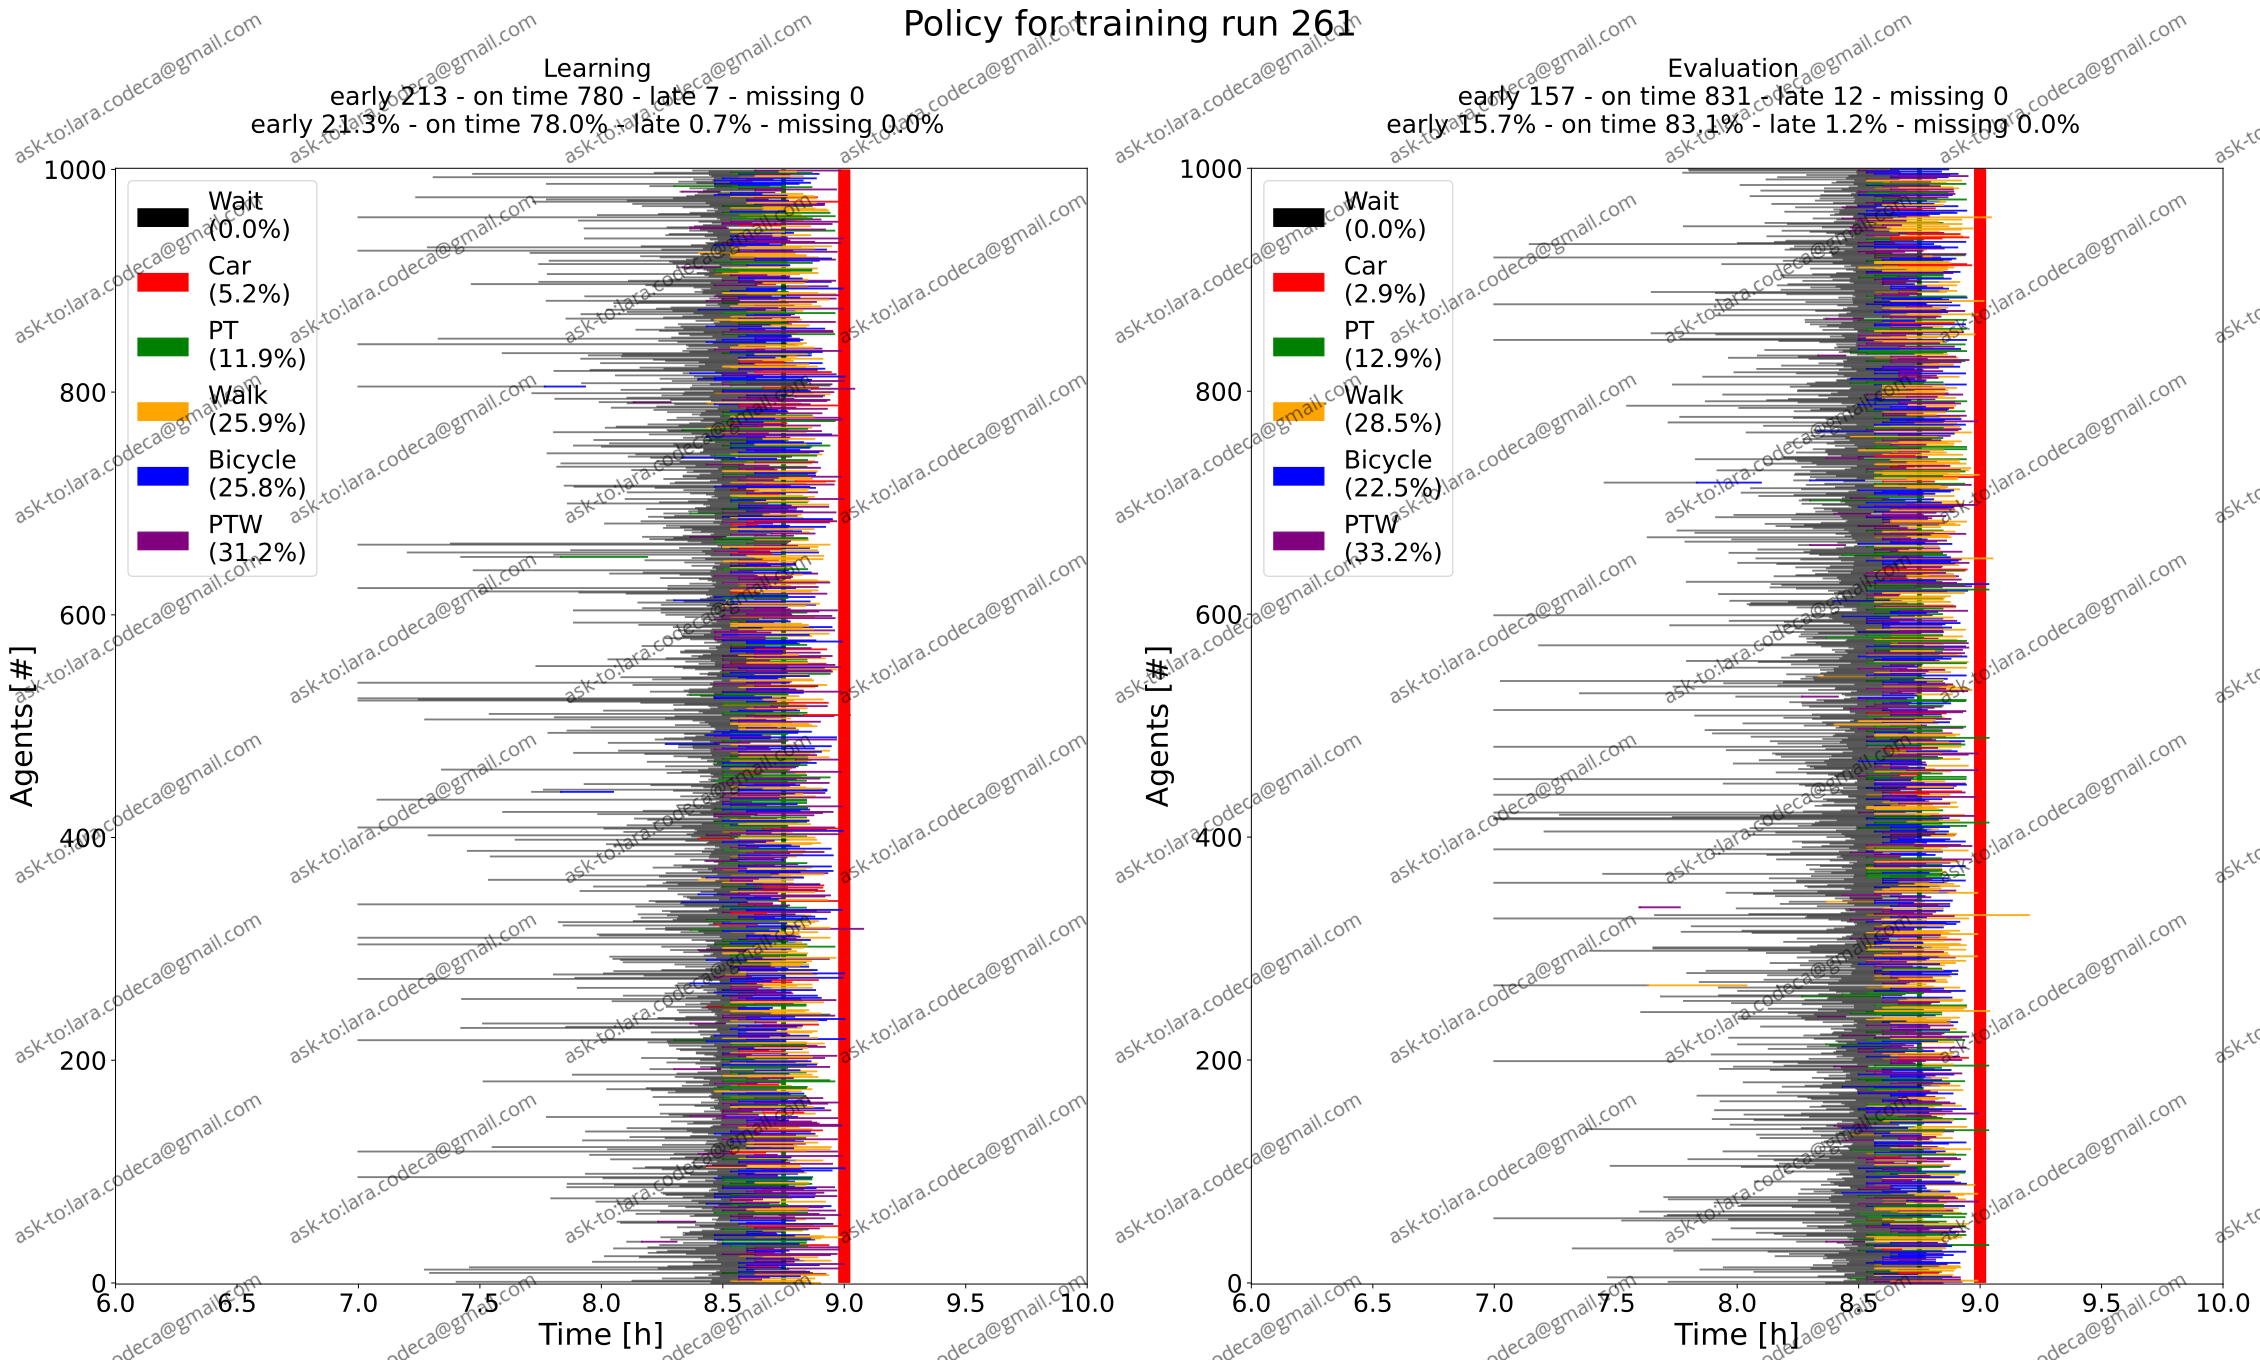 Policy for training run 261
Learning
early 213 - on time 780 - late 7 - missing 0
early 21.3% - on time 78.0% - late 0.7% - missing 0.0%
1000
800
600
400
200
0
Agents [#]
Wait
(0.0%)
Car
(5.2%)
PT
(11.9%)
Walk
(25.9%)
Bicycle
(25.8%)
PTW
(31.2%)
6.0 6.5 7.0 7.5 8.0 8.5 9.0 9.5 10.0
Time [h]
Evaluation
early 157 - on time 831 - late 12 - missing 0
early 15.7% - on time 83.1% - late 1.2% - missing 0.0%
1000
800
600
400
200
0
Agents [#]
Wait
(0.0%)
Car
(2.9%)
PT
(12.9%)
Walk
(28.5%)
Bicycle
(22.5%)
PTW
(33.2%)
6.0 6.5 7.0 7.5 8.0 8.5 9.0 9.5 10.0
Time [h]
ask-to:lara.codeca@gmail.com